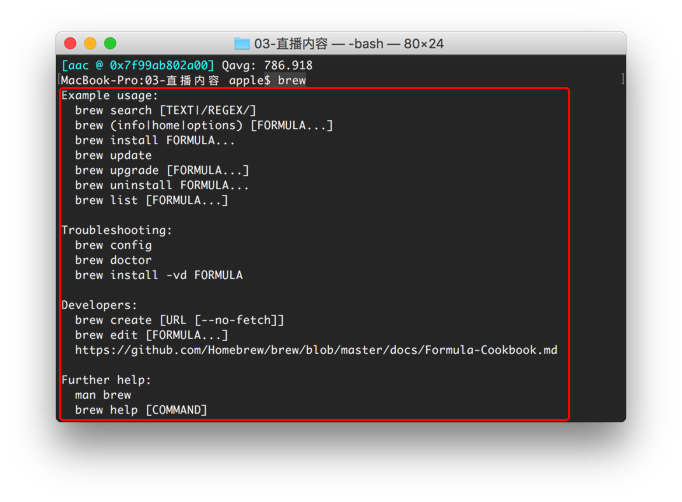 03-直播内容 — -bash — 80×24
[aac @ 0x7f99ab802a00] Qavg: 786.918
[MacBook-Pro:03-直播内容 apple$ brew ]
Example usage:
  brew search [TEXT|/REGEX/]
  brew (info|home|options) [FORMULA...]
  brew install FORMULA...
  brew update
  brew upgrade [FORMULA...]
  brew uninstall FORMULA...
  brew list [FORMULA...]

Troubleshooting:
  brew config
  brew doctor
  brew install -vd FORMULA

Developers:
  brew create [URL [--no-fetch]]
  brew edit [FORMULA...]
  https://github.com/Homebrew/brew/blob/master/docs/Formula-Cookbook.md

Further help:
  man brew
  brew help [COMMAND]